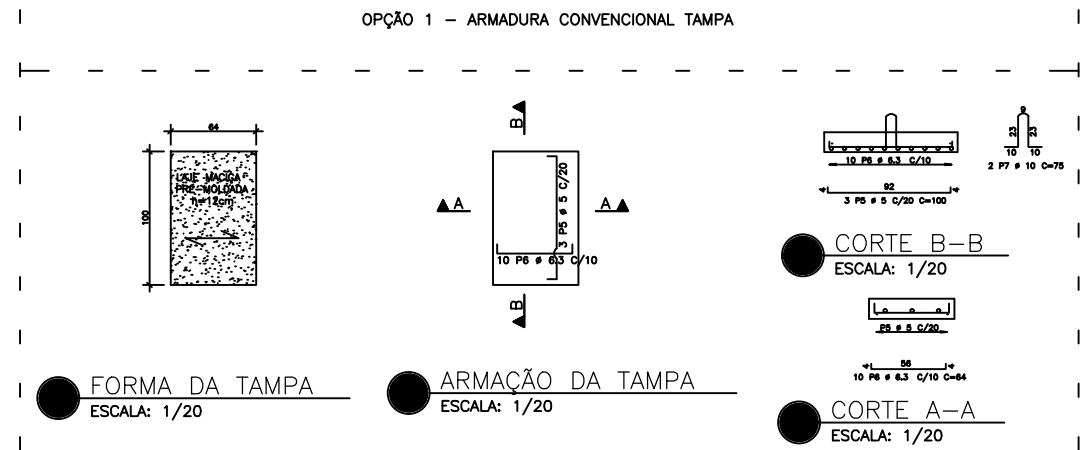 OPÇÃO 1 - ARMADURA CONVENCIONAL TAMPA
64
100
LAJE MACIÇA
PRÉ-MOLDADA
h=12cm
FORMA DA TAMPA
ESCALA: 1/20
B
A
A
3 P5 ø 5 C/20
10 P6 ø 6.3 C/10
B
ARMAÇÃO DA TAMPA
ESCALA: 1/20
10 P6 ø 6.3 C/10
92
3 P5 ø 5 C/20 C=100
9
23
23
10
10
2 P7 ø 10 C=75
CORTE B-B
ESCALA: 1/20
P5 ø 5 C/20
56
10 P6 ø 6.3 C/10 C=64
CORTE A-A
ESCALA: 1/20